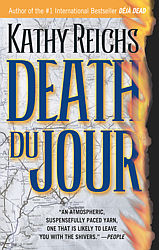 Author of the #1 International Bestseller DÉJÀ DEAD
KATHY REICHS
DEATH
DU JOUR
"AN ATMOSPHERIC,
SUSPENSEFULLY PACED YARN,
ONE THAT IS LIKELY TO LEAVE
YOU WITH THE SHIVERS." —PEOPLE